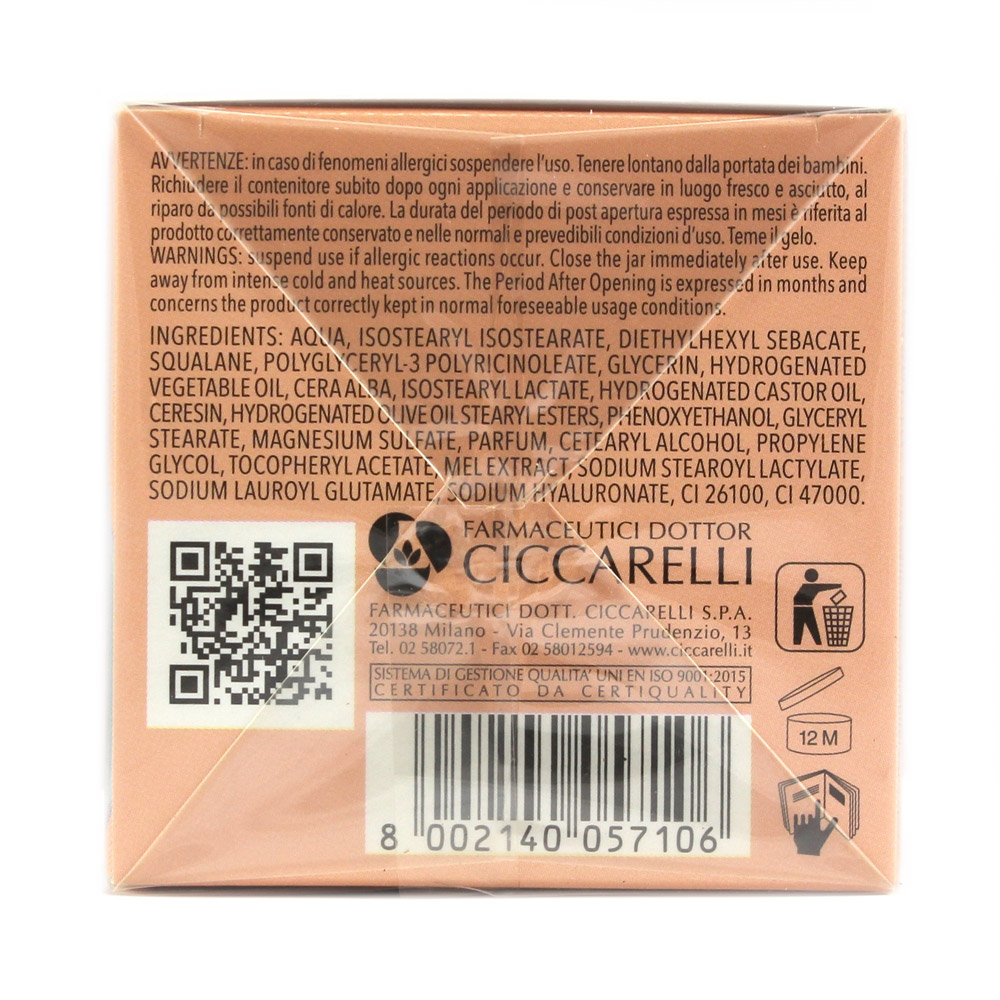 AVVERTENZE: in caso di fenomeni allergici sospendere l'uso. Tenere lontano dalla portata dei bambini.
Richiudere il contenitore subito dopo ogni applicazione e conservare in luogo fresco e asciutto, al
riparo da possibili fonti di calore. La durata del periodo di post apertura espressa in mesi è riferita al
prodotto correttamente conservato e nelle normali e prevedibili condizioni d'uso. Teme il gelo.
WARNINGS: suspend use if allergic reactions occur. Close the jar immediately after use. Keep
away from intense cold and heat sources. The Period After Opening is expressed in months and
concerns the product correctly kept in normal foreseeable usage conditions.
INGREDIENTS: AQUA, ISOSTEARYL ISOSTEARATE, DIETHYLHEXYL SEBACATE,
SQUALANE, POLYGLYCERYL-3 POLYRICINOLEATE, GLYCERIN, HYDROGENATED
VEGETABLE OIL, CERA ALBA, ISOSTEARYL LACTATE, HYDROGENATED CASTOR OIL,
CERESIN, HYDROGENATED OLIVE OIL STEARYL ESTERS, PHENOXYETHANOL, GLYCERYL
STEARATE, MAGNESIUM SULFATE, PARFUM, CETEARYL ALCOHOL, PROPYLENE
GLYCOL, TOCOPHERYL ACETATE, MEL EXTRACT, SODIUM STEAROYL LACTYLATE,
SODIUM LAUROYL GLUTAMATE, SODIUM HYALURONATE, CI 26100, CI 47000.
FARMACEUTICI DOTTOR
CICCARELLI
FARMACEUTICI DOTT. CICCARELLI S.P.A.
20138 Milano - Via Clemente Prudenzio, 13
Tel. 02 58072.1 - Fax 02 58012594 - www.ciccarelli.it
SISTEMA DI GESTIONE QUALITA' UNI EN ISO 9001:2015
CERTIFICATO DA CERTIQUALITY
12 M
8 002140 057106